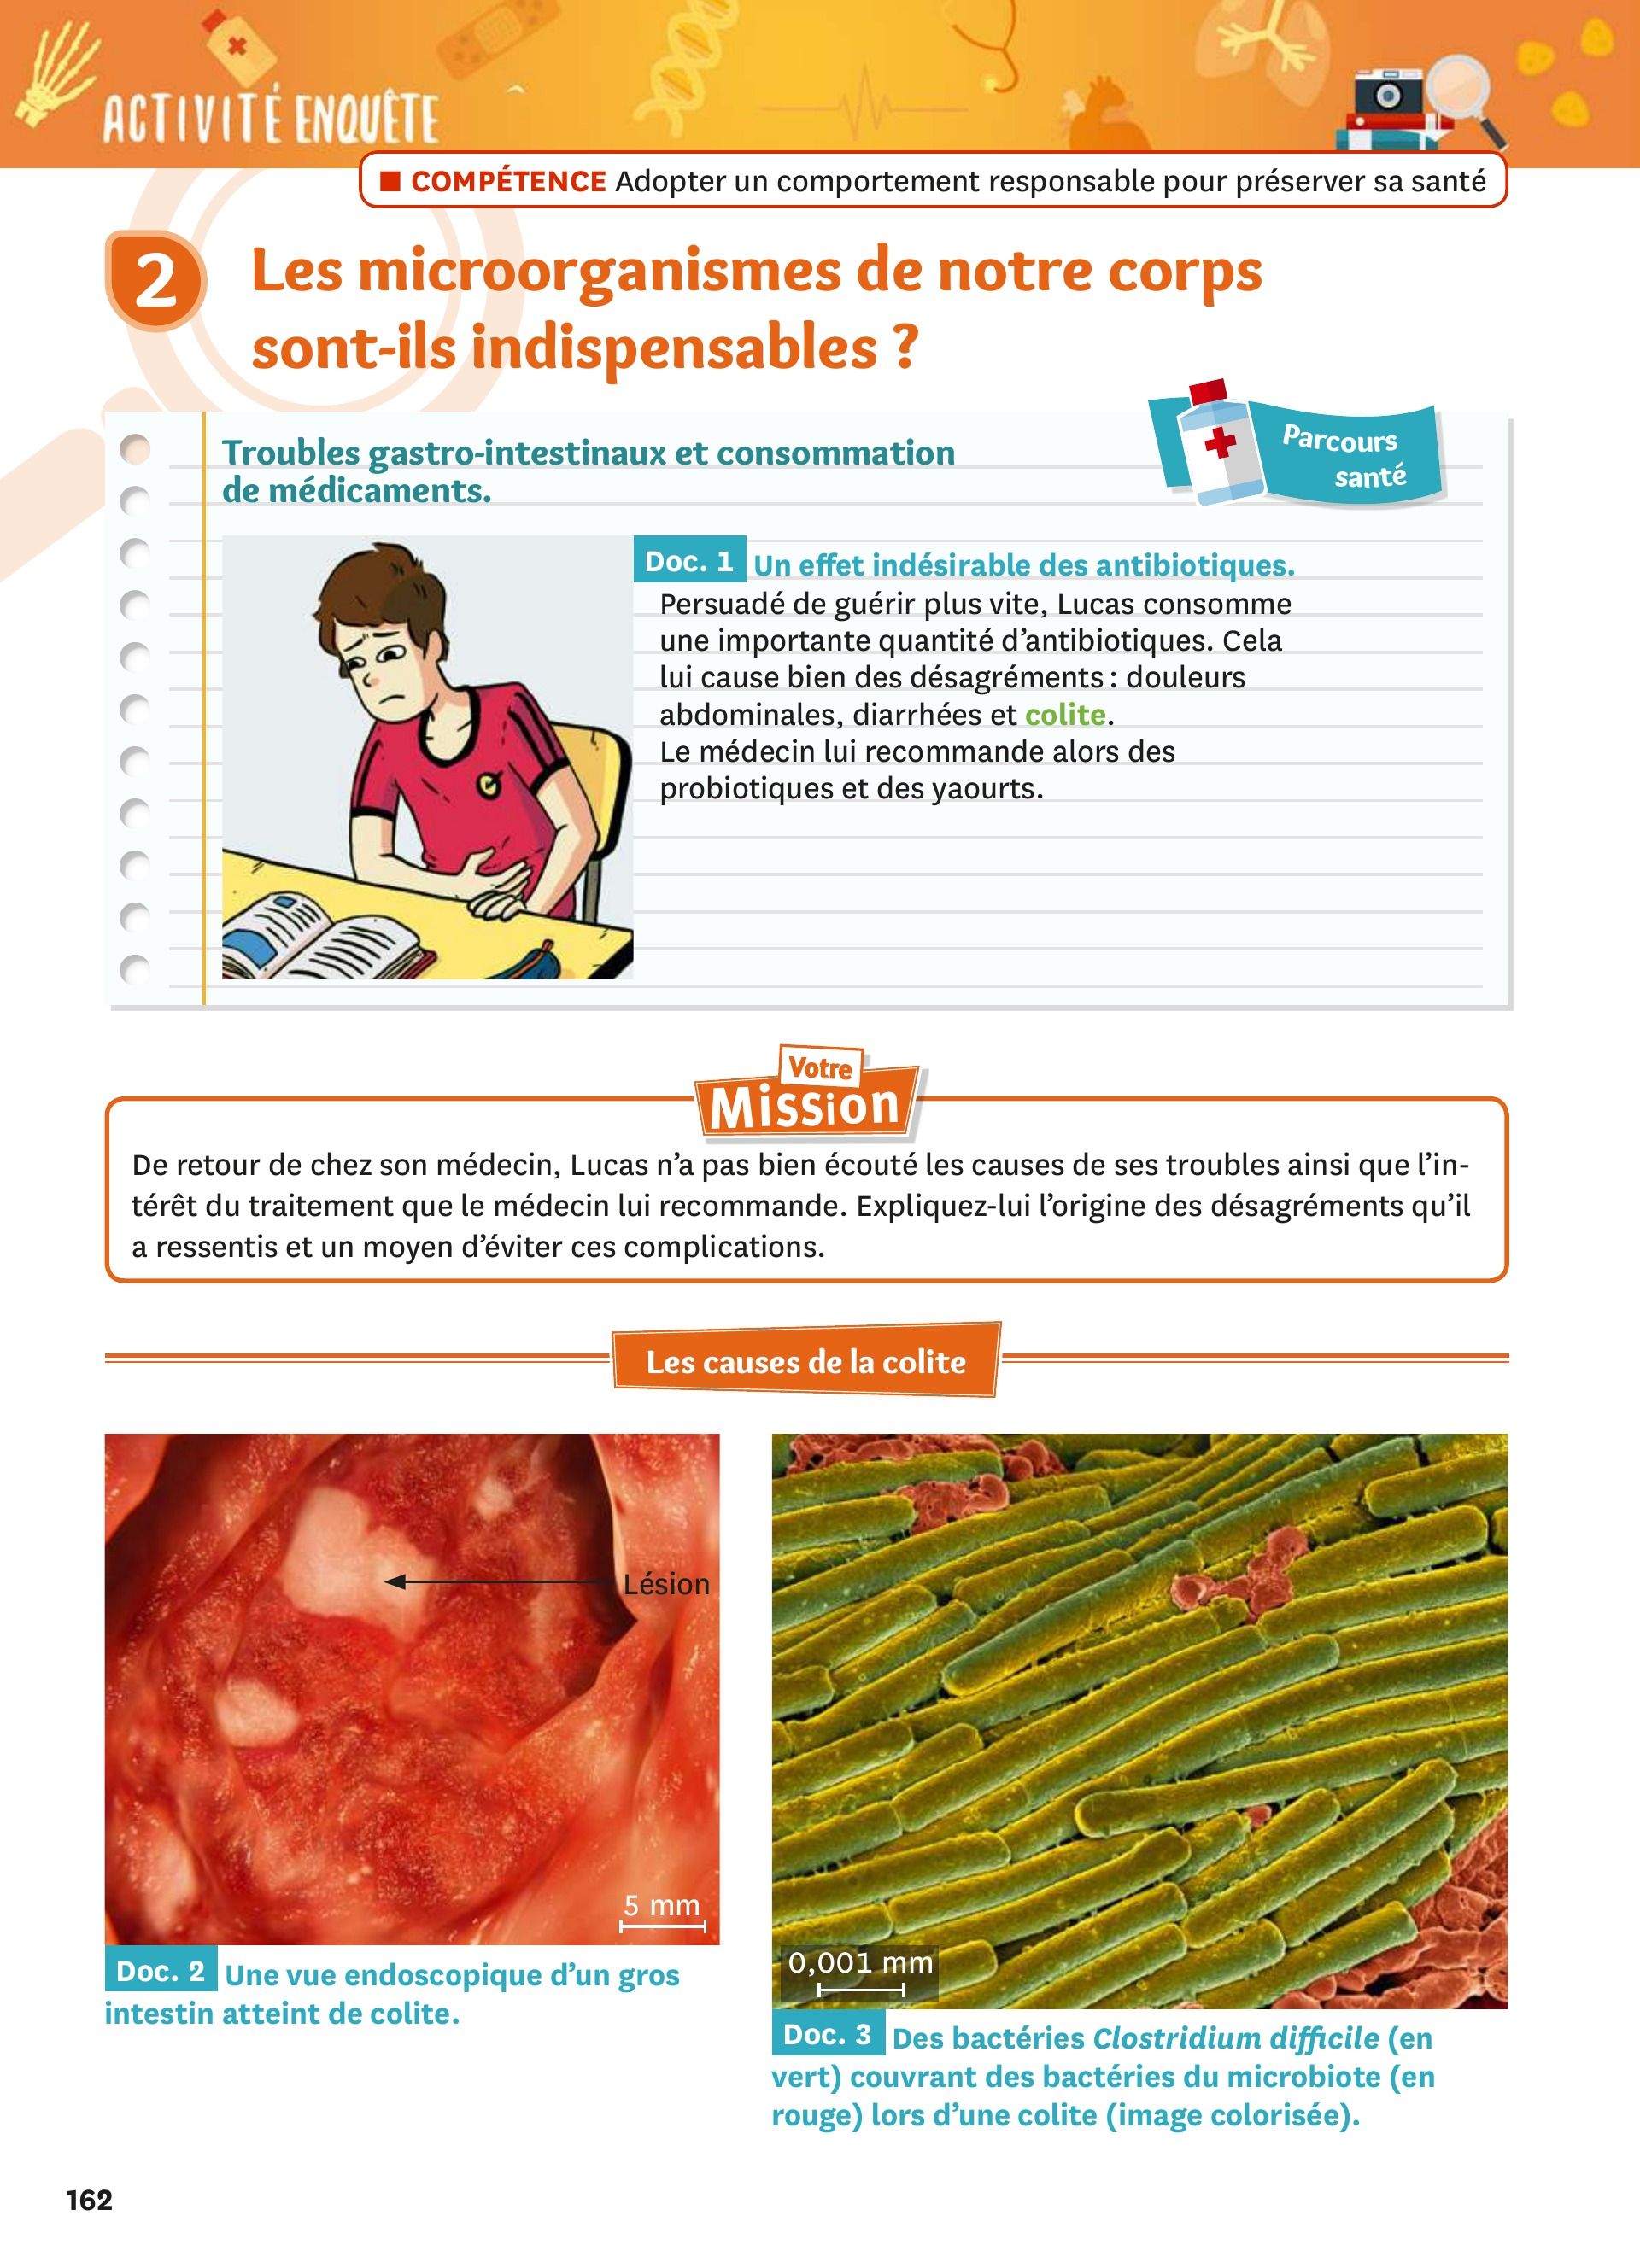 ACTIVITÉ ENQUÊTE
■ COMPÉTENCE Adopter un comportement responsable pour préserver sa santé
2
Les microorganismes de notre corps
sont-ils indispensables ?
Parcours
santé
Troubles gastro-intestinaux et consommation
de médicaments.
Doc. 1 Un effet indésirable des antibiotiques.
Persuadé de guérir plus vite, Lucas consomme
une importante quantité d’antibiotiques. Cela
lui cause bien des désagréments : douleurs
abdominales, diarrhées et colite.
Le médecin lui recommande alors des
probiotiques et des yaourts.
Votre
Mission
De retour de chez son médecin, Lucas n’a pas bien écouté les causes de ses troubles ainsi que l’in-
térêt du traitement que le médecin lui recommande. Expliquez-lui l’origine des désagréments qu’il
a ressentis et un moyen d’éviter ces complications.
Les causes de la colite
Lésion
5 mm
Doc. 2 Une vue endoscopique d’un gros
intestin atteint de colite.
0,001 mm
Doc. 3 Des bactéries Clostridium difficile (en
vert) couvrant des bactéries du microbiote (en
rouge) lors d’une colite (image colorisée).
162